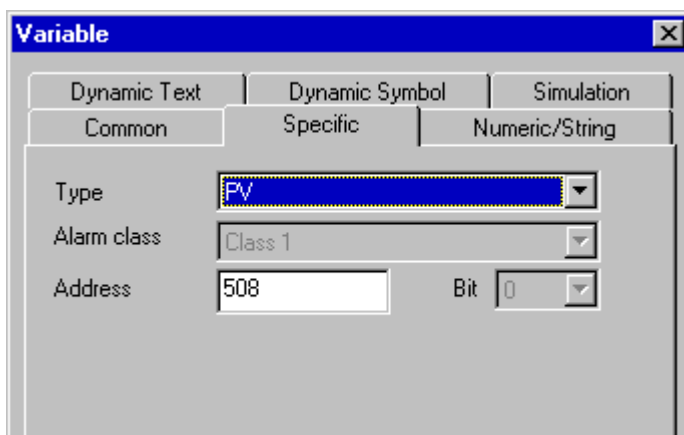 Variable
Dynamic Text Dynamic Symbol Simulation
Common Specific Numeric/String
Type PV
Alarm class Class 1
Address 508 Bit 0